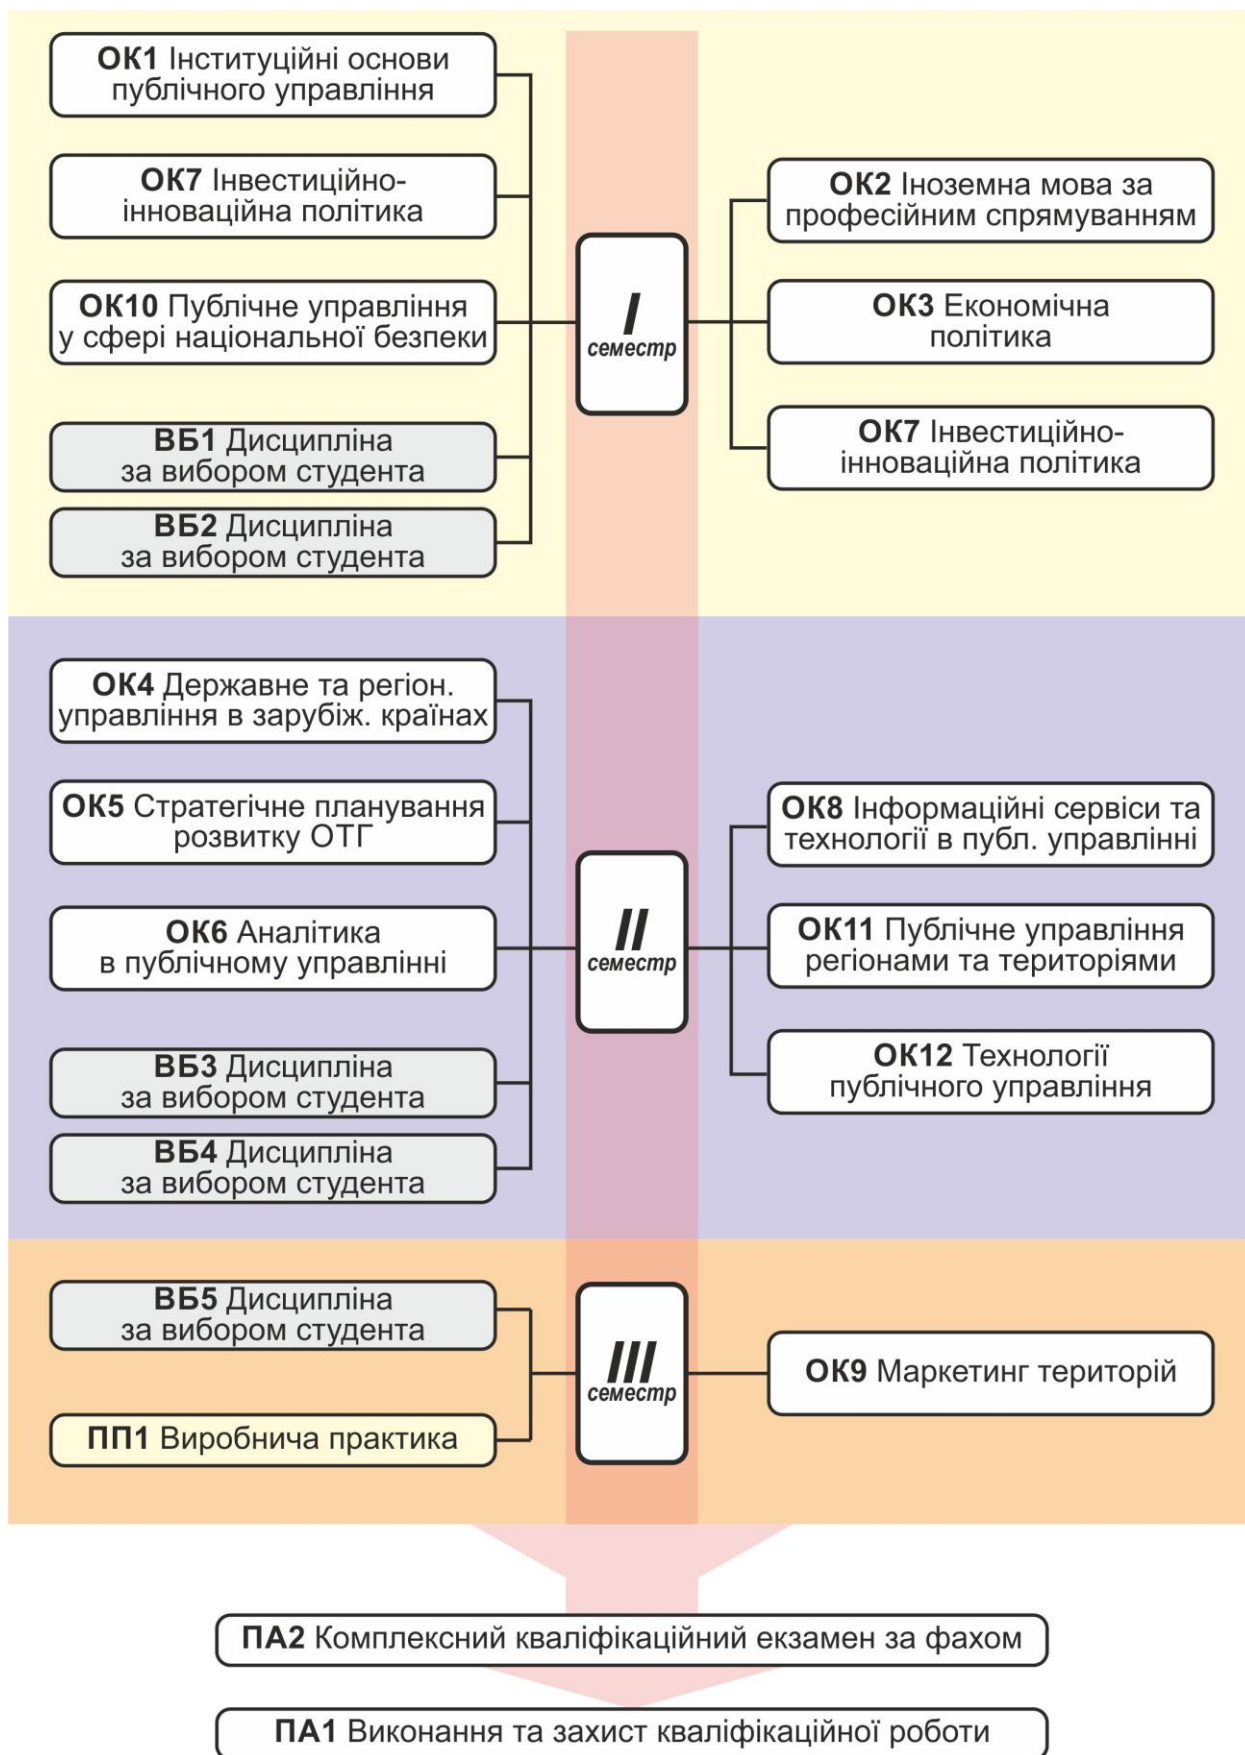 ОК1 Інституційні основи
публічного управління
ОК7 Інвестиційно-
інноваційна політика
ОК10 Публічне управління
у сфері національної безпеки
ВБ1 Дисципліна
за вибором студента
ВБ2 Дисципліна
за вибором студента
I
семестр
ОК2 Іноземна мова за
професійним спрямуванням
ОК3 Економічна
політика
ОК7 Інвестиційно-
інноваційна політика
ОК4 Державне та регіон.
управління в зарубіж. країнах
ОК5 Стратегічне планування
розвитку ОТГ
ОК6 Аналітика
в публічному управлінні
ВБ3 Дисципліна
за вибором студента
ВБ4 Дисципліна
за вибором студента
II
семестр
ОК8 Інформаційні сервіси та
технології в публ. управлінні
ОК11 Публічне управління
регіонами та територіями
ОК12 Технології
публічного управління
ВБ5 Дисципліна
за вибором студента
ПП1 Виробнича практика
III
семестр
ОК9 Маркетинг територій
ПА2 Комплексний кваліфікаційний екзамен за фахом
ПА1 Виконання та захист кваліфікаційної роботи